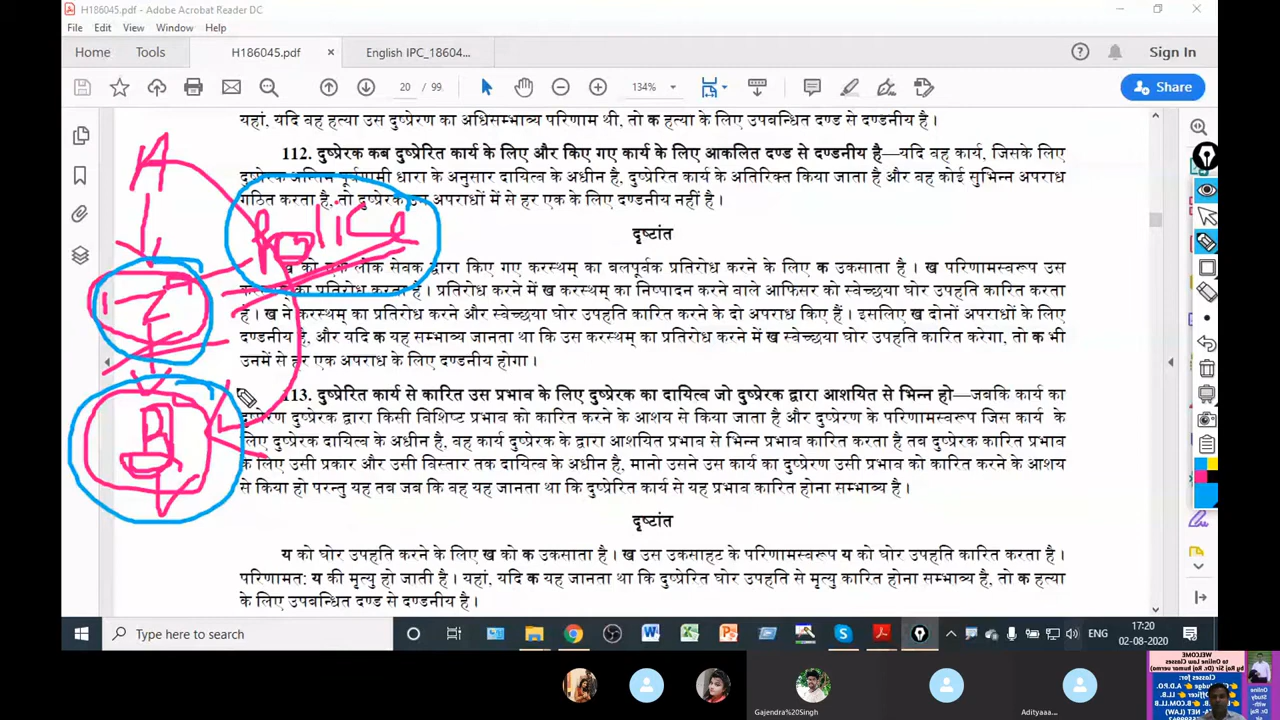 H186045.pdf - Adobe Acrobat Reader DC
File Edit View Window Help
Home Tools H186045.pdf × English IPC_18604... Sign In
20 / 99 134% Share
यहां, यदि वह हत्या उस दुष्प्रेरण का अधिसम्भाव्य परिणाम थी, तो क हत्या के लिए उपबन्धित दण्ड से दण्डनीय है ।
112. दुष्प्रेरक कब दुष्प्रेरित कार्य के लिए और किए गए कार्य के लिए आकलित दण्ड से दण्डनीय है—यदि वह कार्य, जिसके लिए
दुष्प्रेरक अन्तिम पूर्वगामी धारा के अनुसार दायित्व के अधीन है, दुष्प्रेरित कार्य के अतिरिक्त किया जाता है और वह कोई सुभिन्न अपराध
गठित करता है, तो दुष्प्रेरक उन अपराधों में से हर एक के लिए दण्डनीय नहीं है ।
दृष्टांत
ख को एक लोक सेवक द्वारा किए गए करस्थम् का बलपूर्वक प्रतिरोध करने के लिए क उकसाता है । ख परिणामस्वरूप उस
का प्रतिरोध करता है । प्रतिरोध करने में ख करस्थम् का निष्पादन करने वाले आफिसर को स्वेच्छया घोर उपहति कारित करता
है । ख ने करस्थम् का प्रतिरोध करने और स्वेच्छया घोर उपहति कारित करने के दो अपराध किए हैं । इसलिए ख दोनों अपराधों के लिए
दण्डनीय है, और यदि क यह सम्भाव्य जानता था कि उस करस्थम् का प्रतिरोध करने में ख स्वेच्छया घोर उपहति कारित करेगा, तो क भी
उनमें से हर एक अपराध के लिए दण्डनीय होगा ।
113. दुष्प्रेरित कार्य से कारित उस प्रभाव के लिए दुष्प्रेरक का दायित्व जो दुष्प्रेरक द्वारा आशयित से भिन्न हो—जबकि कार्य का
दुष्प्रेरण दुष्प्रेरक द्वारा किसी विशिष्ट प्रभाव को कारित करने के आशय से किया जाता है और दुष्प्रेरण के परिणामस्वरूप जिस कार्य के
लिए दुष्प्रेरक दायित्व के अधीन है, वह कार्य दुष्प्रेरक के द्वारा आशयित प्रभाव से भिन्न प्रभाव कारित करता है तब दुष्प्रेरक कारित प्रभाव
के लिए उसी प्रकार और उसी विस्तार तक दायित्व के अधीन है, मानो उसने उस कार्य का दुष्प्रेरण उसी प्रभाव को कारित करने के आशय
से किया हो परन्तु यह तब जब कि वह यह जानता था कि दुष्प्रेरित कार्य से यह प्रभाव कारित होना सम्भाव्य है ।
दृष्टांत
य को घोर उपहति करने के लिए ख को क उकसाता है । ख उस उकसाहट के परिणामस्वरूप य को घोर उपहति कारित करता है ।
परिणामत: य की मृत्यु हो जाती है । यहां, यदि क यह जानता था कि दुष्प्रेरित घोर उपहति से मृत्यु कारित होना सम्भाव्य है, तो क हत्या
के लिए उपबन्धित दण्ड से दण्डनीय है ।
A
Police
Z
B
Type here to search
ENG
17:20
02-08-2020
Gajendra%20Singh
Adityaaa...
WELCOME
to Online Law Classes
Classes for: